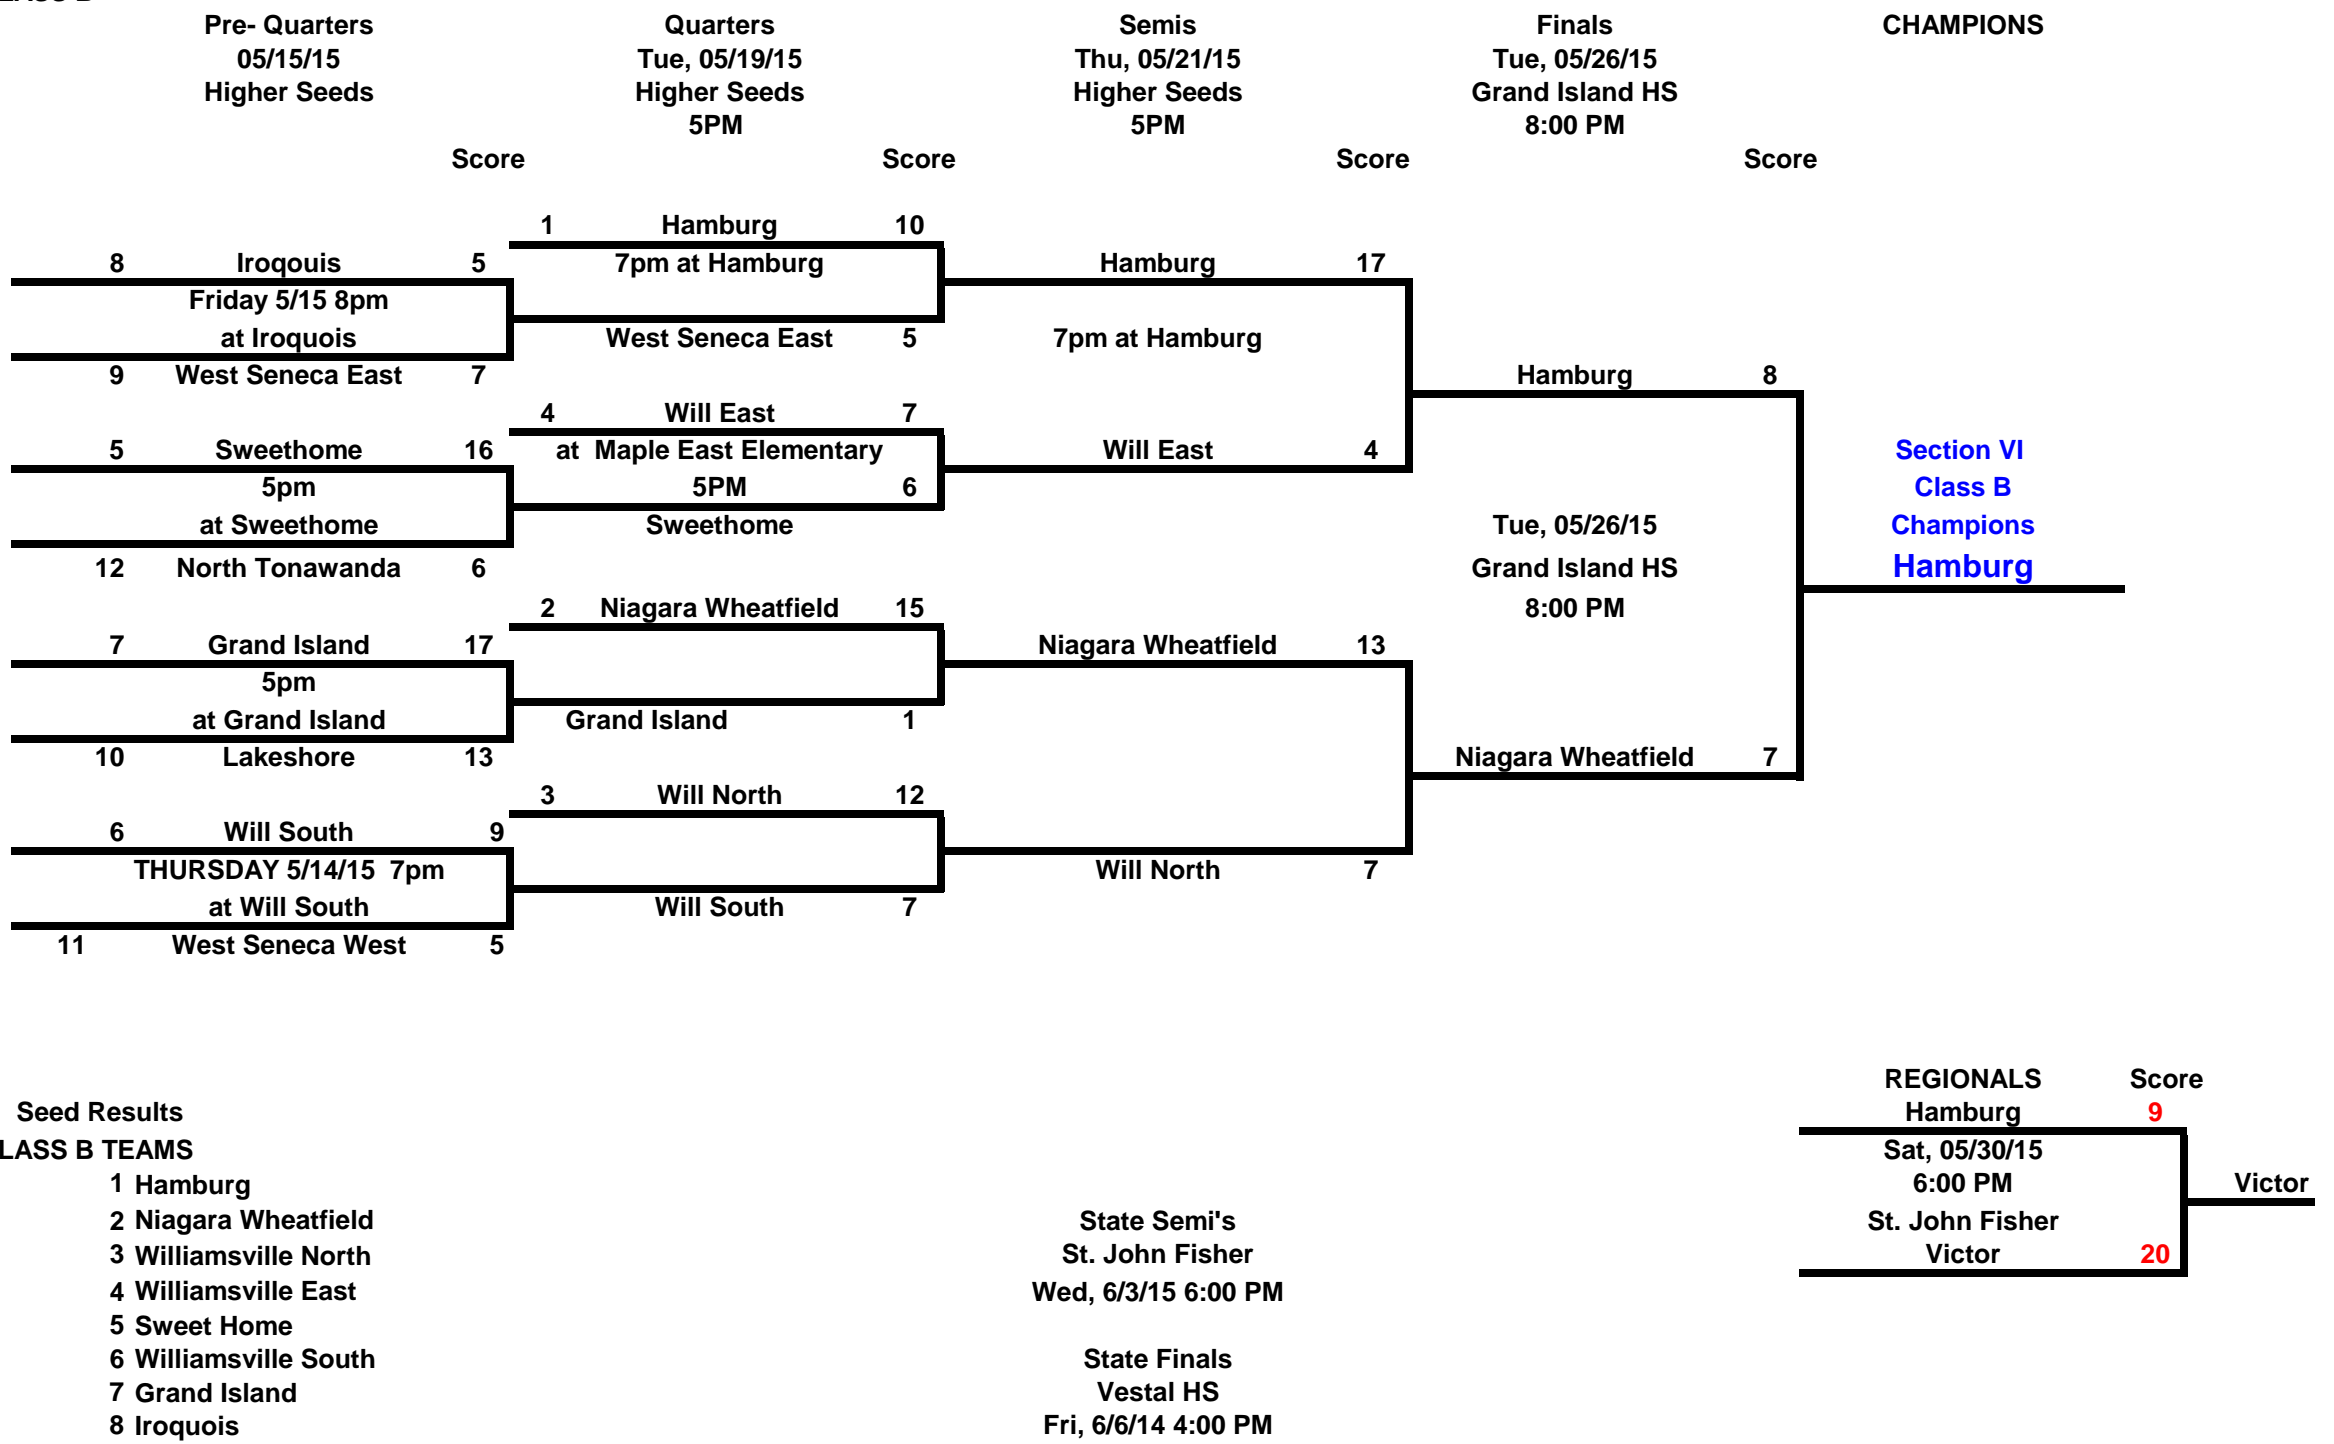 Pre- Quarters Quarters Semis Finals CHAMPIONS
05/15/15 Tue, 05/19/15 Thu, 05/21/15 Tue, 05/26/15
Higher Seeds Higher Seeds Higher Seeds Grand Island HS
5PM 5PM 8:00 PM
Score Score Score Score
1 Hamburg 10
8 Iroqouis 5 7pm at Hamburg Hamburg 17
Friday 5/15 8pm
at Iroquois West Seneca East 5 7pm at Hamburg
9 West Seneca East 7 Hamburg 8
4 Will East 7
5 Sweethome 16 at Maple East Elementary Will East 4 Section VI
5pm 5PM 6 Class B
at Sweethome Sweethome Tue, 05/26/15 Champions
12 North Tonawanda 6 Grand Island HS Hamburg
2 Niagara Wheatfield 15 8:00 PM
7 Grand Island 17 Niagara Wheatfield 13
5pm
at Grand Island Grand Island 1
10 Lakeshore 13 Niagara Wheatfield 7
3 Will North 12
6 Will South 9
THURSDAY 5/14/15 7pm Will North 7
at Will South Will South 7
11 West Seneca West 5
REGIONALS Score
Seed Results Hamburg 9
LASS B TEAMS Sat, 05/30/15
1 Hamburg 6:00 PM Victor
2 Niagara Wheatfield State Semi's St. John Fisher
3 Williamsville North St. John Fisher Victor 20
4 Williamsville East Wed, 6/3/15 6:00 PM
5 Sweet Home
6 Williamsville South State Finals
7 Grand Island Vestal HS
8 Iroquois Fri, 6/6/14 4:00 PM